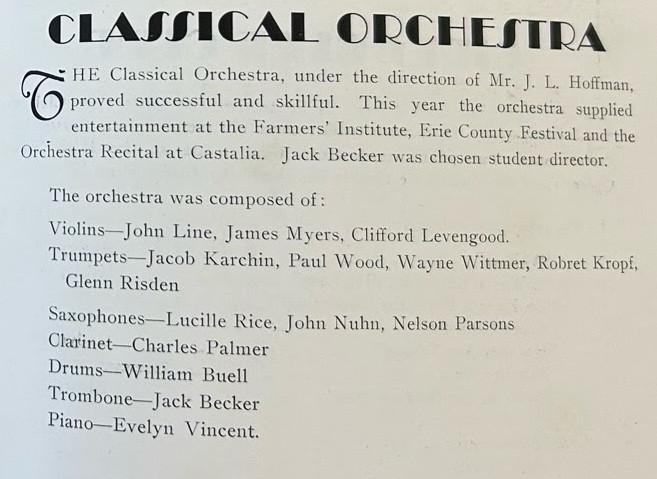 CLASSICAL ORCHESTRA
THE Classical Orchestra, under the direction of Mr. J. L. Hoffman,
proved successful and skillful. This year the orchestra supplied
entertainment at the Farmers' Institute, Erie County Festival and the
Orchestra Recital at Castalia. Jack Becker was chosen student director.
The orchestra was composed of:
Violins—John Line, James Myers, Clifford Levengood.
Trumpets—Jacob Karchin, Paul Wood, Wayne Wittmer, Robret Kropf,
Glenn Risden
Saxophones—Lucille Rice, John Nuhn, Nelson Parsons
Clarinet—Charles Palmer
Drums—William Buell
Trombone—Jack Becker
Piano—Evelyn Vincent.